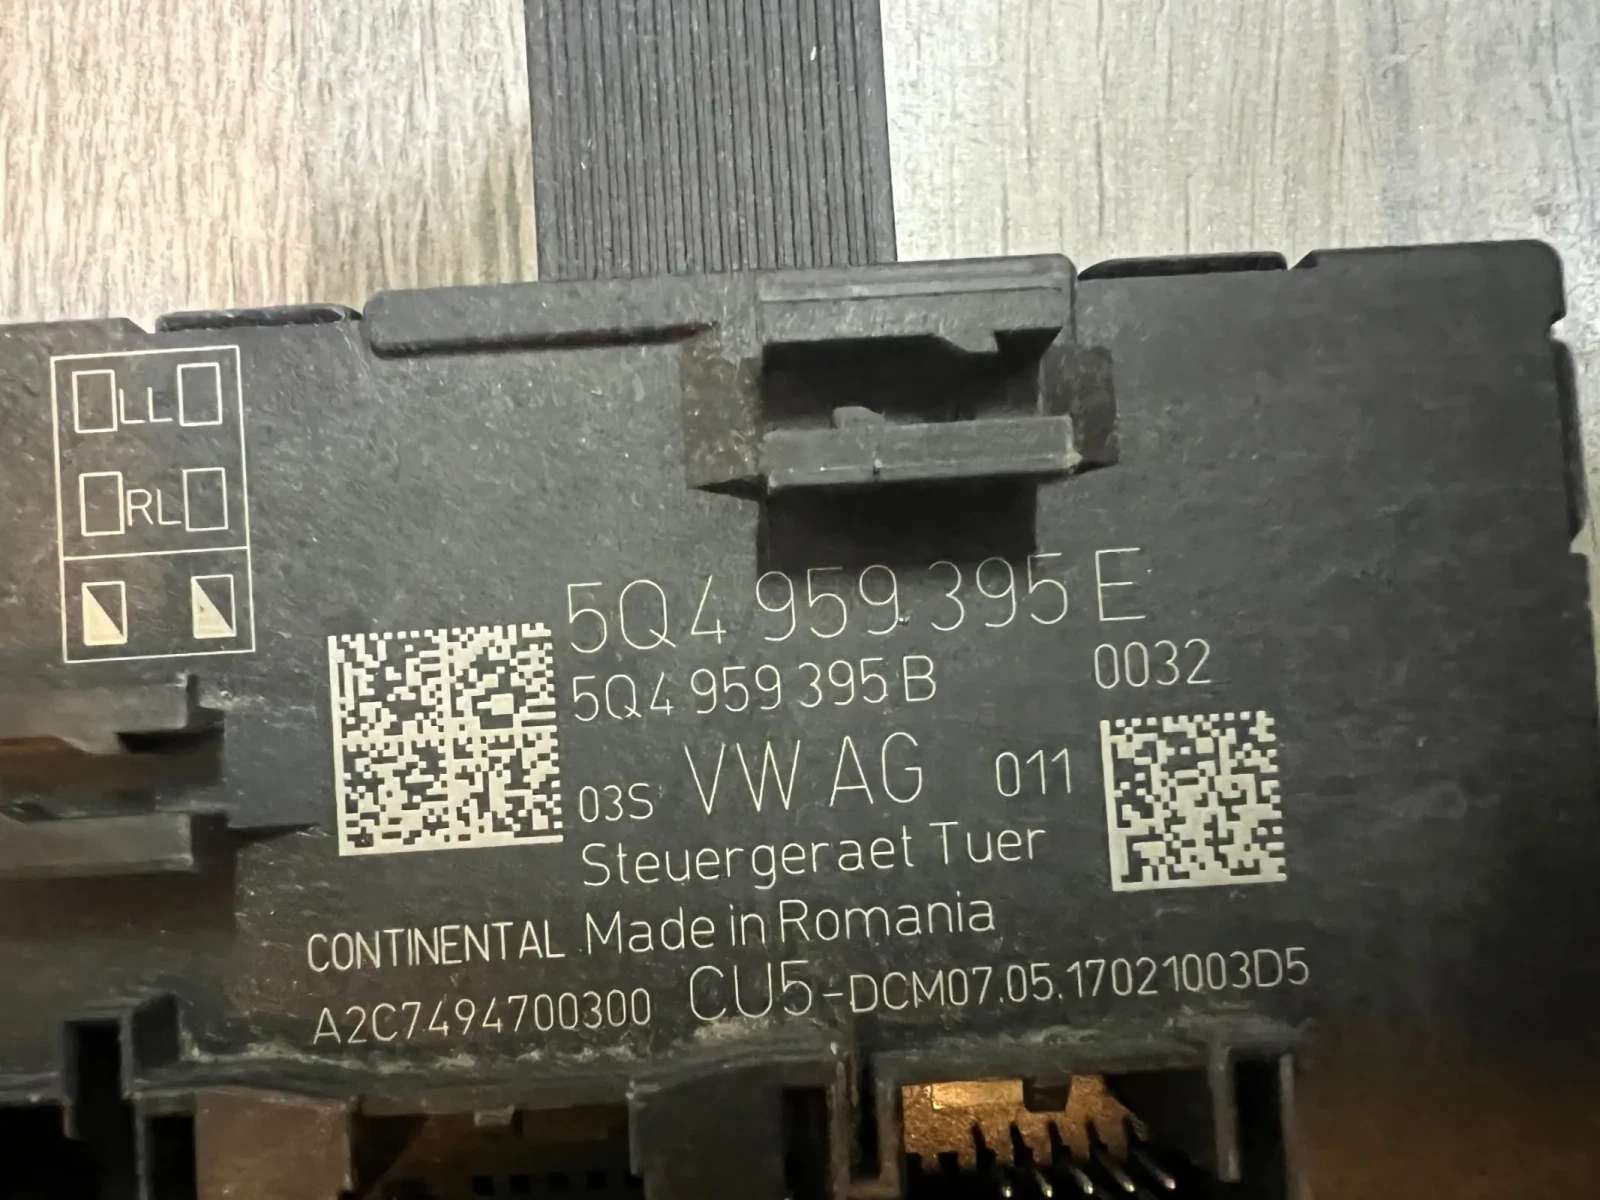 LL
RL
5Q4 959 395 E
5Q4 959 395 B 0032
03S VW AG 011
Steuergeraet Tuer
CONTINENTAL Made in Romania
A2C7494700300 CU5-DCM07.05.17021003D5